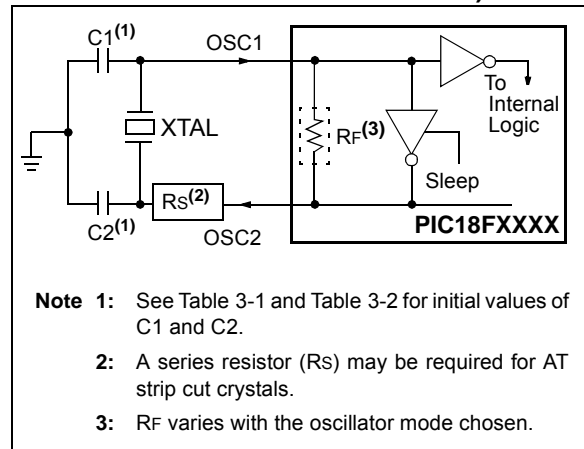 C1(1)
OSC1
To
Internal
Logic
XTAL
RF(3)
Sleep
C2(1)
RS(2)
OSC2
PIC18FXXXX
Note 1: See Table 3-1 and Table 3-2 for initial values of
C1 and C2.
2: A series resistor (RS) may be required for AT
strip cut crystals.
3: RF varies with the oscillator mode chosen.